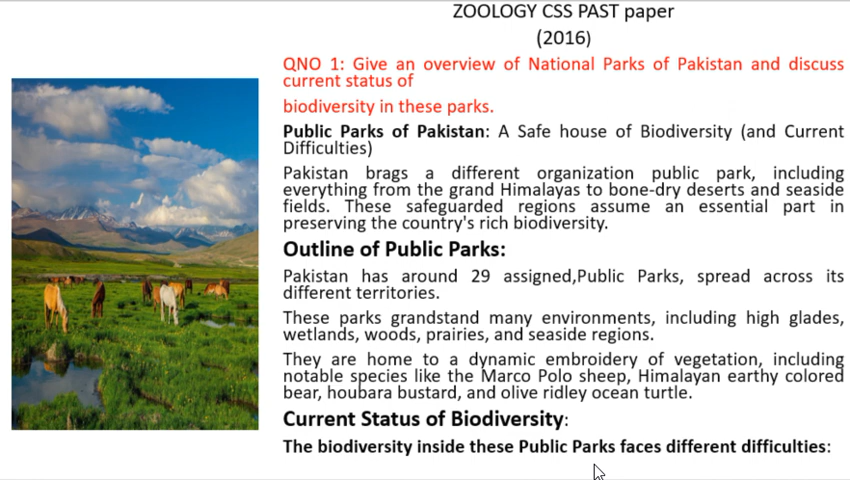 ZOOLOGY CSS PAST paper
(2016)
QNO 1: Give an overview of National Parks of Pakistan and discuss
current status of
biodiversity in these parks.
Public Parks of Pakistan: A Safe house of Biodiversity (and Current
Difficulties)
Pakistan brags a different organization public park, including
everything from the grand Himalayas to bone-dry deserts and seaside
fields. These safeguarded regions assume an essential part in
preserving the country's rich biodiversity.
Outline of Public Parks:
Pakistan has around 29 assigned,Public Parks, spread across its
different territories.
These parks grandstand many environments, including high glades,
wetlands, woods, prairies, and seaside regions.
They are home to a dynamic embroidery of vegetation, including
notable species like the Marco Polo sheep, Himalayan earthy colored
bear, houbara bustard, and olive ridley ocean turtle.
Current Status of Biodiversity:
The biodiversity inside these Public Parks faces different difficulties: